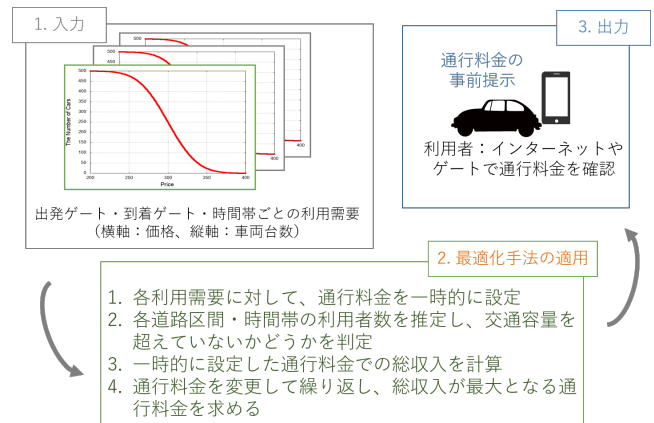 1. 入力
500
500
500
450
400
350
300
250
200
150
100
50
0
200
250
300
350
400
400
400
The Number of Cars
Price
出発ゲート・到着ゲート・時間帯ごとの利用需要
（横軸：価格、縦軸：車両台数）
3. 出力
通行料金の
事前提示
利用者：インターネットや
ゲートで通行料金を確認
2. 最適化手法の適用
1. 各利用需要に対して、通行料金を一時的に設定
2. 各道路区間・時間帯の利用者数を推定し、交通容量を
超えていないかどうかを判定
3. 一時的に設定した通行料金での総収入を計算
4. 通行料金を変更して繰り返し、総収入が最大となる通
行料金を求める